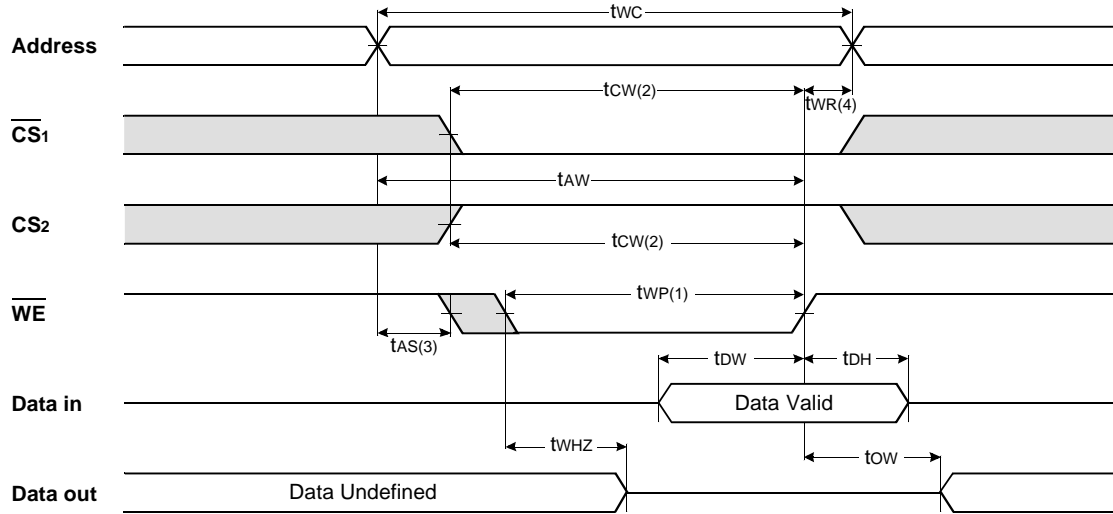 tWC
Address
tCW(2)
tWR(4)
CS1
tAW
CS2
tCW(2)
tWP(1)
WE
tAS(3)
tDW
tDH
Data in
Data Valid
tWHZ
tOW
Data out
Data Undefined